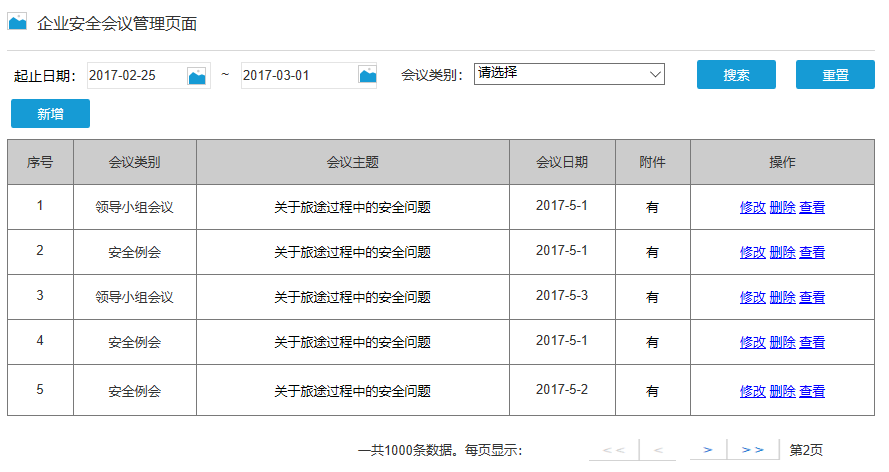 企业安全会议管理页面
起止日期: 2017-02-25 ~ 2017-03-01 会议类别: 请选择 搜索 重置
新增
序号 会议类别 会议主题 会议日期 附件 操作
1 领导小组会议 关于旅途过程中的安全问题 2017-5-1 有 修改 删除 查看
2 安全例会 关于旅途过程中的安全问题 2017-5-1 有 修改 删除 查看
3 领导小组会议 关于旅途过程中的安全问题 2017-5-3 有 修改 删除 查看
4 安全例会 关于旅途过程中的安全问题 2017-5-1 有 修改 删除 查看
5 安全例会 关于旅途过程中的安全问题 2017-5-2 有 修改 删除 查看
一共1000条数据。每页显示: << < > >> 第2页